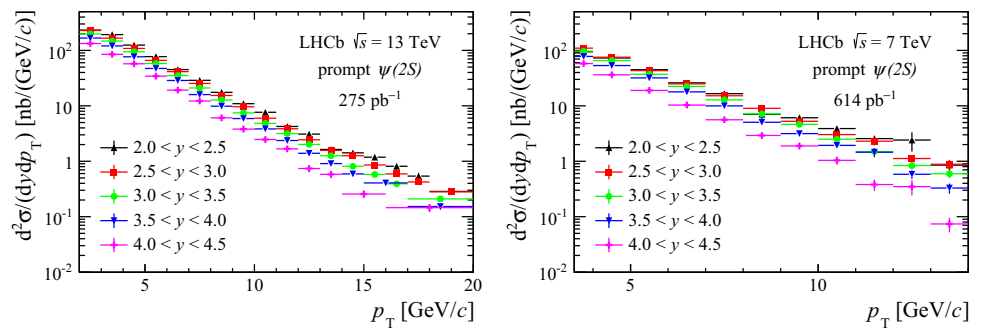 d²σ/(dydp_T) [nb/(GeV/c)]
10²
10
1
10⁻¹
10⁻²
LHCb √s = 13 TeV
prompt ψ(2S)
275 pb⁻¹
2.0 < y < 2.5
2.5 < y < 3.0
3.0 < y < 3.5
3.5 < y < 4.0
4.0 < y < 4.5
5 10 15 20
p_T [GeV/c]
d²σ/(dydp_T) [nb/(GeV/c)]
10²
10
1
10⁻¹
10⁻²
LHCb √s = 7 TeV
prompt ψ(2S)
614 pb⁻¹
2.0 < y < 2.5
2.5 < y < 3.0
3.0 < y < 3.5
3.5 < y < 4.0
4.0 < y < 4.5
5 10
p_T [GeV/c]